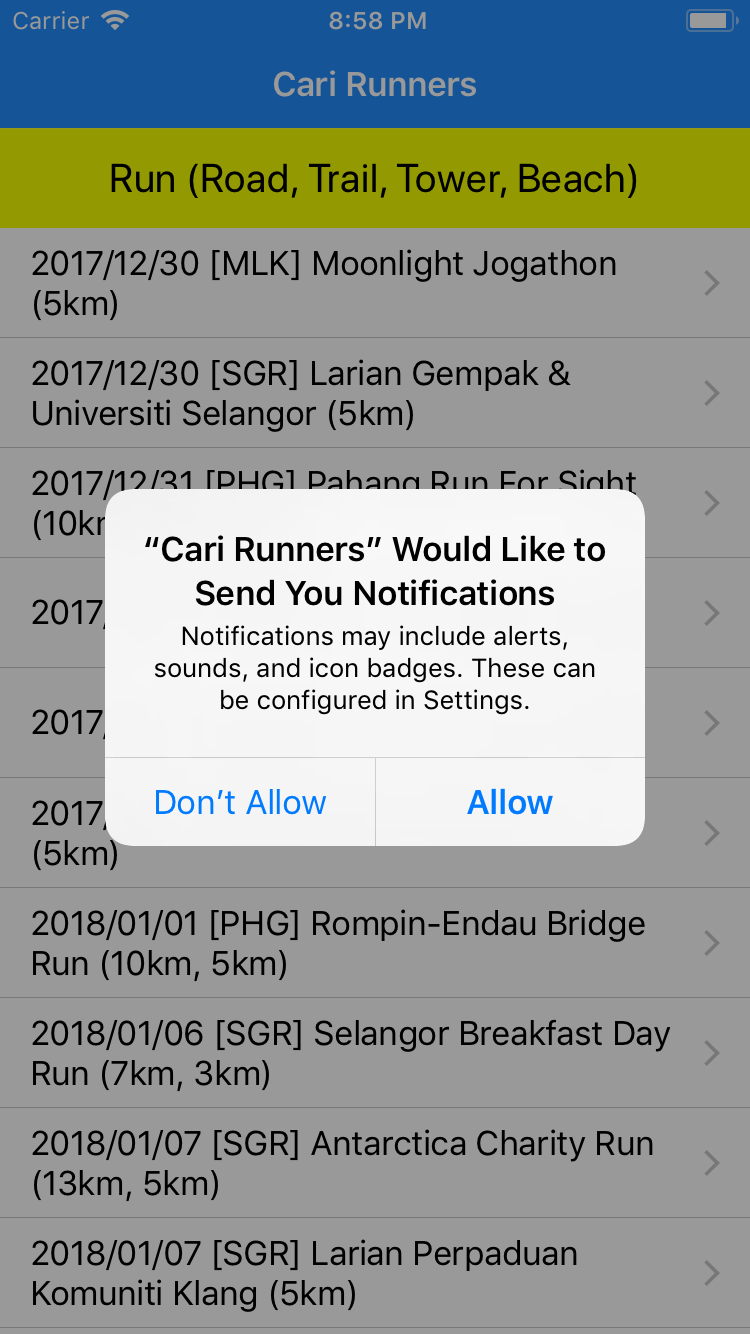 Carrier 8:58 PM
Cari Runners
Run (Road, Trail, Tower, Beach)
2017/12/30 [MLK] Moonlight Jogathon
(5km)
2017/12/30 [SGR] Larian Gempak &
Universiti Selangor (5km)
2017/12/31 [PHG] Pahang Run For Sight
(10k
“Cari Runners” Would Like to
Send You Notifications
Notifications may include alerts,
sounds, and icon badges. These can
be configured in Settings.
Don’t Allow Allow
2017/
2017/
2017/
(5km)
2018/01/01 [PHG] Rompin-Endau Bridge
Run (10km, 5km)
2018/01/06 [SGR] Selangor Breakfast Day
Run (7km, 3km)
2018/01/07 [SGR] Antarctica Charity Run
(13km, 5km)
2018/01/07 [SGR] Larian Perpaduan
Komuniti Klang (5km)